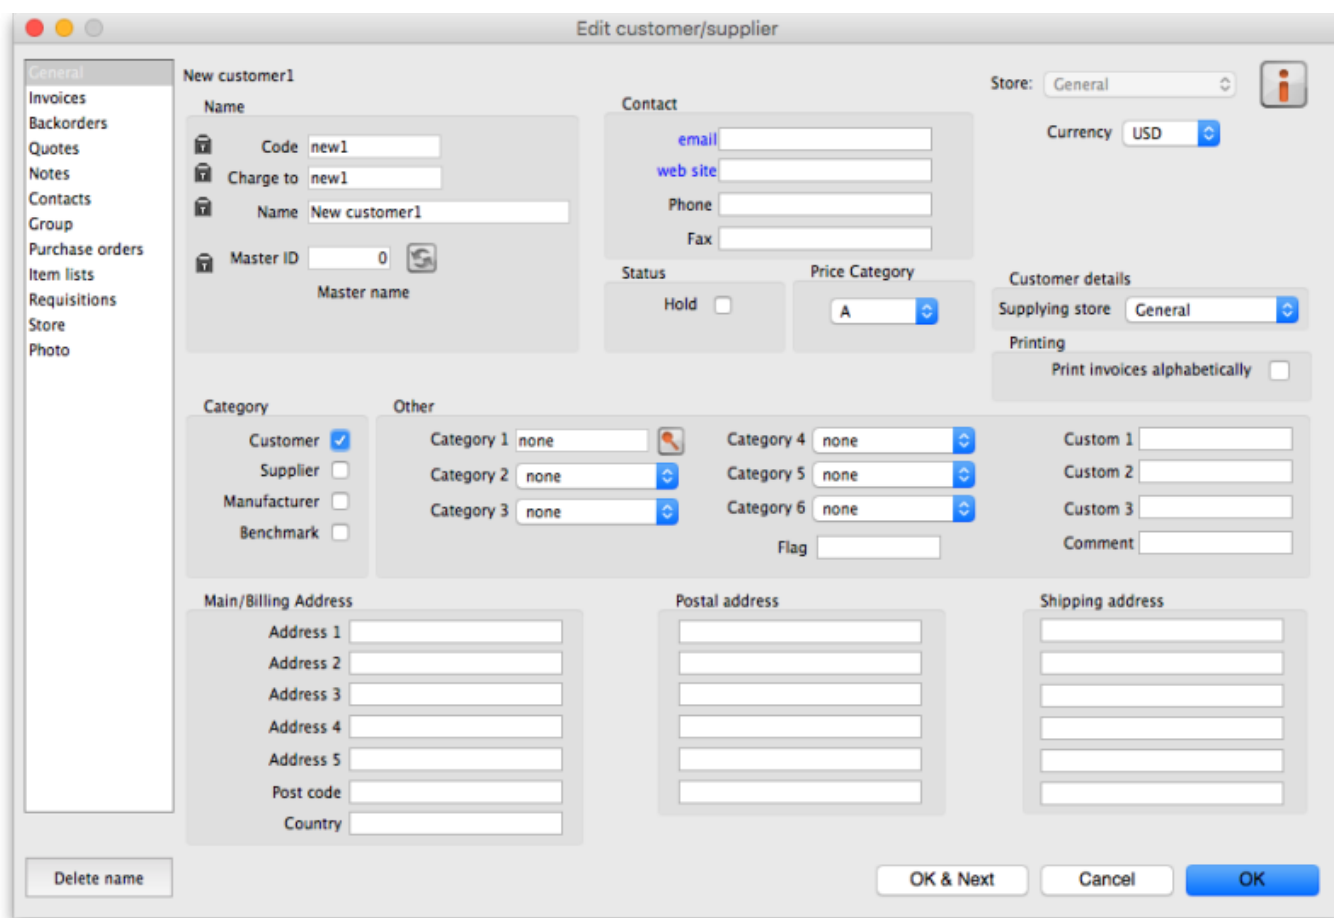 Edit customer/supplier
General
Invoices
Backorders
Quotes
Notes
Contacts
Group
Purchase orders
Item lists
Requisitions
Store
Photo
New customer1
Name
Code new1
Charge to new1
Name New customer1
Master ID 0
Master name
Contact
email
web site
Phone
Fax
Store: General
Currency USD
Status
Hold
Price Category
A
Customer details
Supplying store General
Printing
Print invoices alphabetically
Category
Customer
Supplier
Manufacturer
Benchmark
Other
Category 1 none
Category 2 none
Category 3 none
Category 4 none
Category 5 none
Category 6 none
Flag
Custom 1
Custom 2
Custom 3
Comment
Main/Billing Address
Address 1
Address 2
Address 3
Address 4
Address 5
Post code
Country
Postal address
Shipping address
Delete name
OK & Next
Cancel
OK